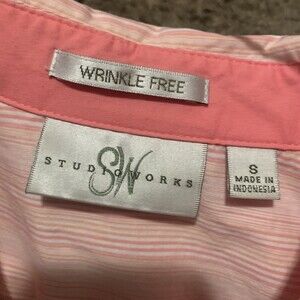 WRINKLE FREE
SW
STUDIOWORKS
S
MADE IN
INDONESIA